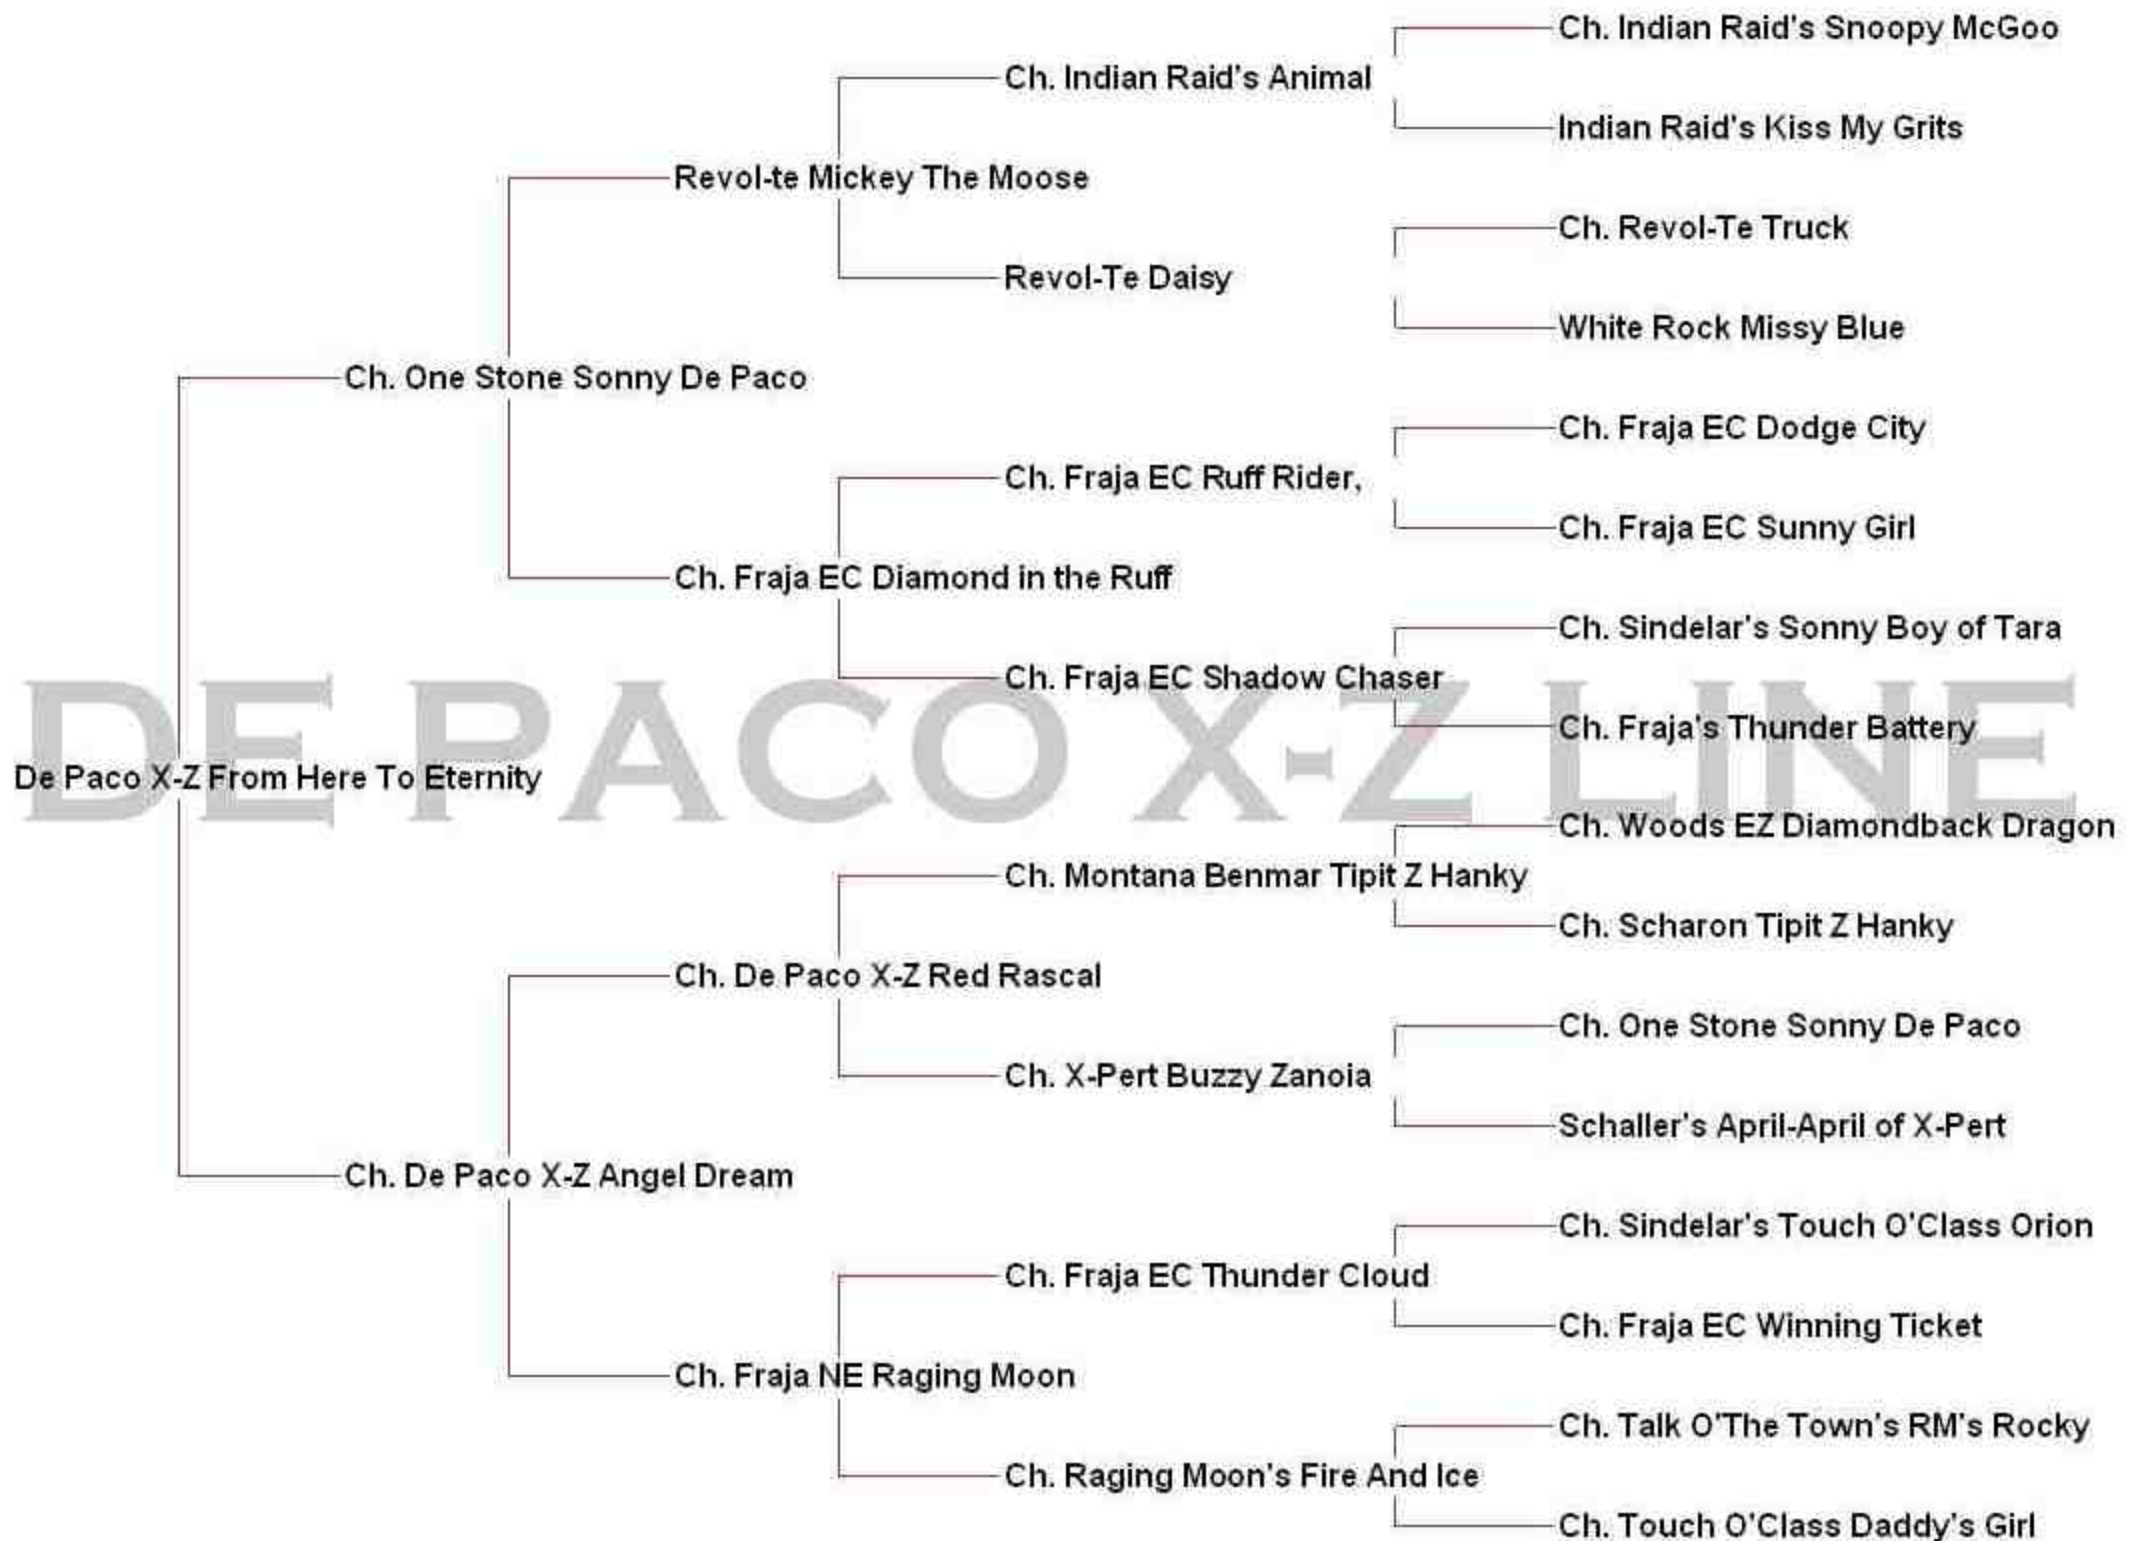 Ch. Indian Raid's Snoopy McGoo
Ch. Indian Raid's Animal
Indian Raid's Kiss My Grits
Revol-te Mickey The Moose
Ch. Revol-Te Truck
Revol-Te Daisy
White Rock Missy Blue
Ch. One Stone Sonny De Paco
Ch. Fraja EC Dodge City
Ch. Fraja EC Ruff Rider,
Ch. Fraja EC Sunny Girl
Ch. Fraja EC Diamond in the Ruff
Ch. Sindelar's Sonny Boy of Tara
Ch. Fraja EC Shadow Chaser
Ch. Fraja's Thunder Battery
DE PACO X-Z LINE
De Paco X-Z From Here To Eternity
Ch. Woods EZ Diamondback Dragon
Ch. Montana Benmar Tipit Z Hanky
Ch. Scharon Tipit Z Hanky
Ch. De Paco X-Z Red Rascal
Ch. One Stone Sonny De Paco
Ch. X-Pert Buzzy Zanoia
Schaller's April-April of X-Pert
Ch. De Paco X-Z Angel Dream
Ch. Sindelar's Touch O'Class Orion
Ch. Fraja EC Thunder Cloud
Ch. Fraja EC Winning Ticket
Ch. Fraja NE Raging Moon
Ch. Talk O'The Town's RM's Rocky
Ch. Raging Moon's Fire And Ice
Ch. Touch O'Class Daddy's Girl